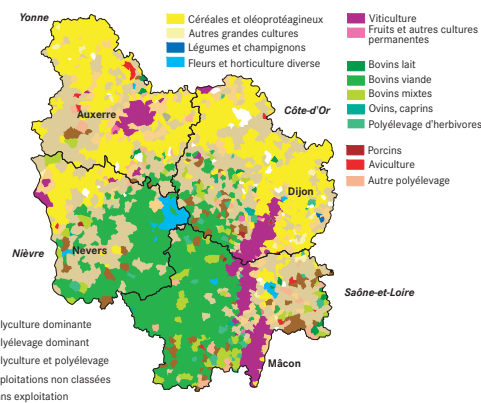 Yonne
Céréales et oléoprotéagineux
Autres grandes cultures
Légumes et champignons
Fleurs et horticulture diverse
Viticulture
Fruits et autres cultures
permanentes
Bovins lait
Bovins viande
Bovins mixtes
Ovins, caprins
Polyélevage d'herbivores
Porcins
Aviculture
Autre polyélevage
Auxerre
Côte-d'Or
Dijon
Nièvre
Nevers
Saône-et-Loire
Mâcon
lyculture dominante
lyélevage dominant
lyculture et polyélevage
ploitations non classées
ns exploitation